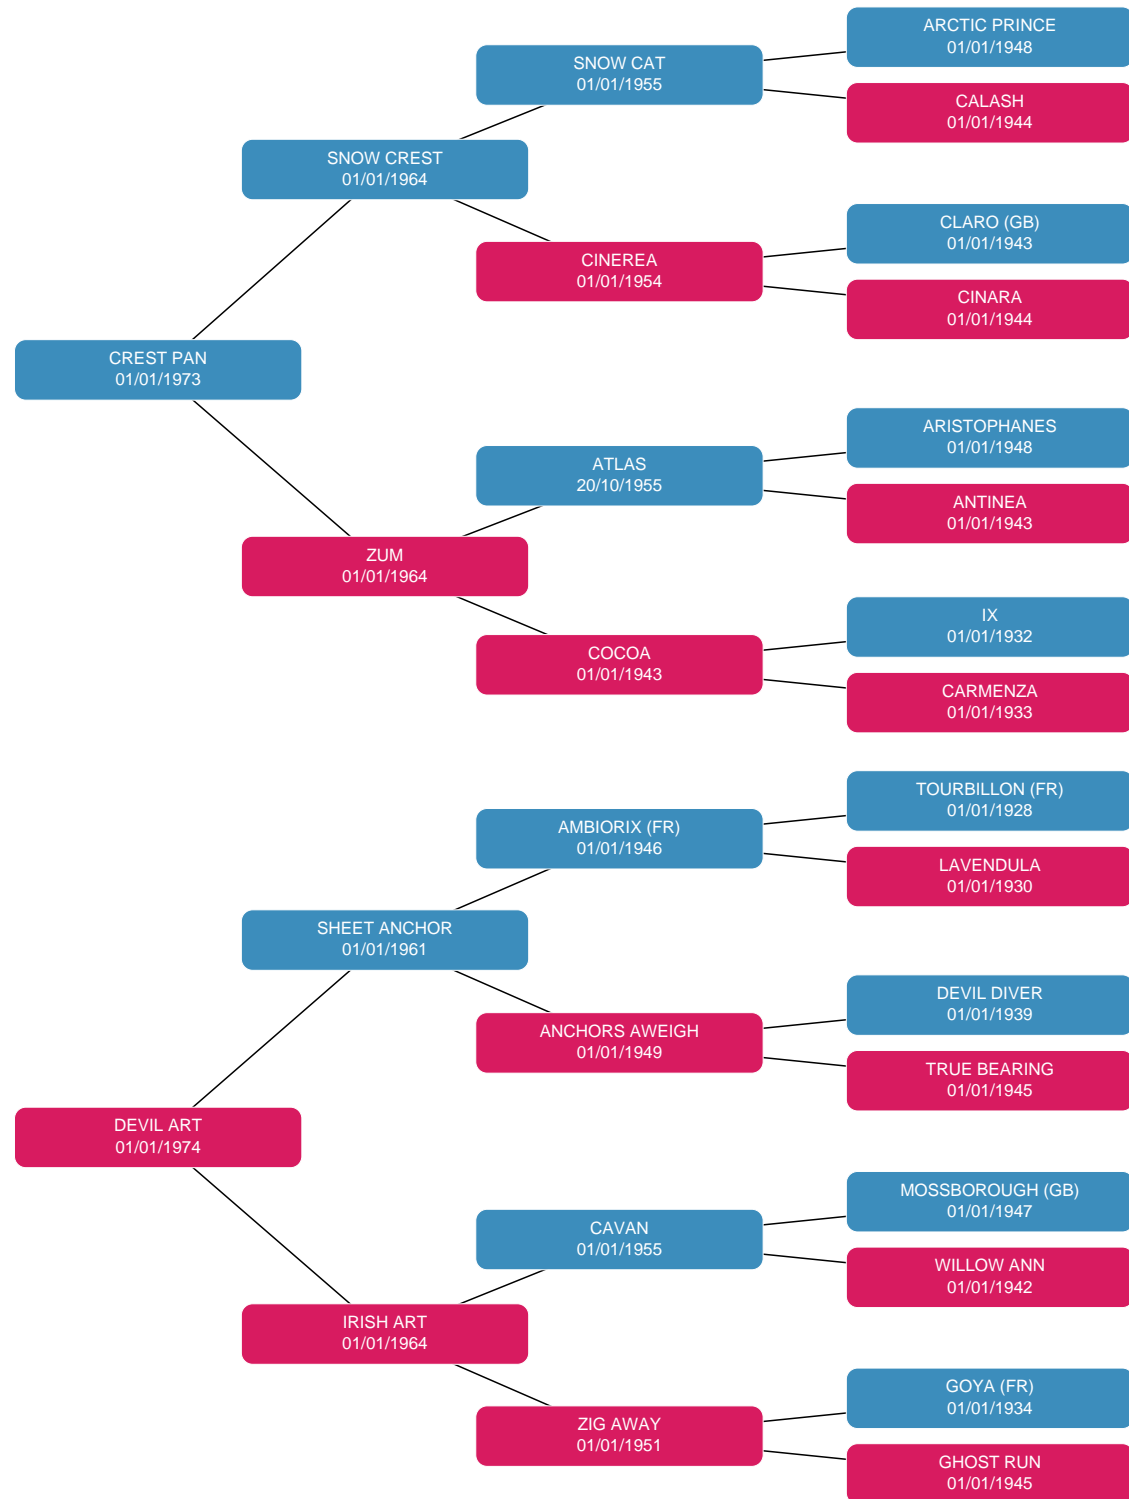 ARCTIC PRINCE
01/01/1948
SNOW CAT
01/01/1955
CALASH
01/01/1944
SNOW CREST
01/01/1964
CLARO (GB)
01/01/1943
CINEREA
01/01/1954
CINARA
01/01/1944
CREST PAN
01/01/1973
ARISTOPHANES
01/01/1948
ATLAS
20/10/1955
ANTINEA
01/01/1943
ZUM
01/01/1964
IX
01/01/1932
COCOA
01/01/1943
CARMENZA
01/01/1933
TOURBILLON (FR)
01/01/1928
AMBIORIX (FR)
01/01/1946
LAVENDULA
01/01/1930
SHEET ANCHOR
01/01/1961
DEVIL DIVER
01/01/1939
ANCHORS AWEIGH
01/01/1949
TRUE BEARING
01/01/1945
DEVIL ART
01/01/1974
MOSSBOROUGH (GB)
01/01/1947
CAVAN
01/01/1955
WILLOW ANN
01/01/1942
IRISH ART
01/01/1964
GOYA (FR)
01/01/1934
ZIG AWAY
01/01/1951
GHOST RUN
01/01/1945